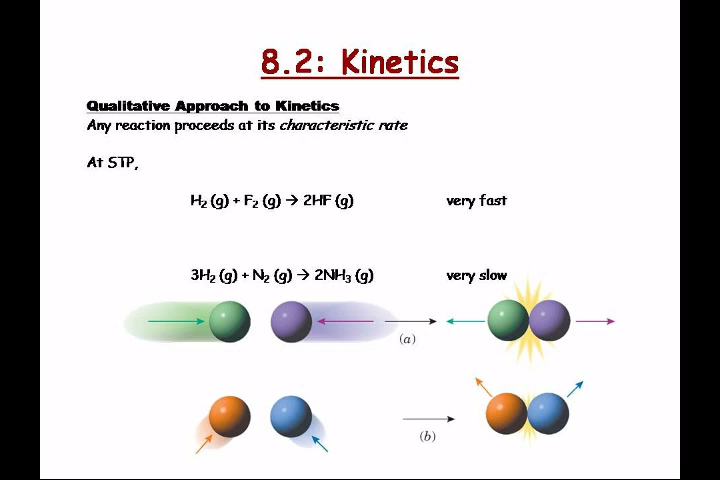 8.2: Kinetics
Qualitative Approach to Kinetics
Any reaction proceeds at its characteristic rate
At STP,
H₂ (g) + F₂ (g) → 2HF (g) very fast
3H₂ (g) + N₂ (g) → 2NH₃ (g) very slow
(a)
(b)